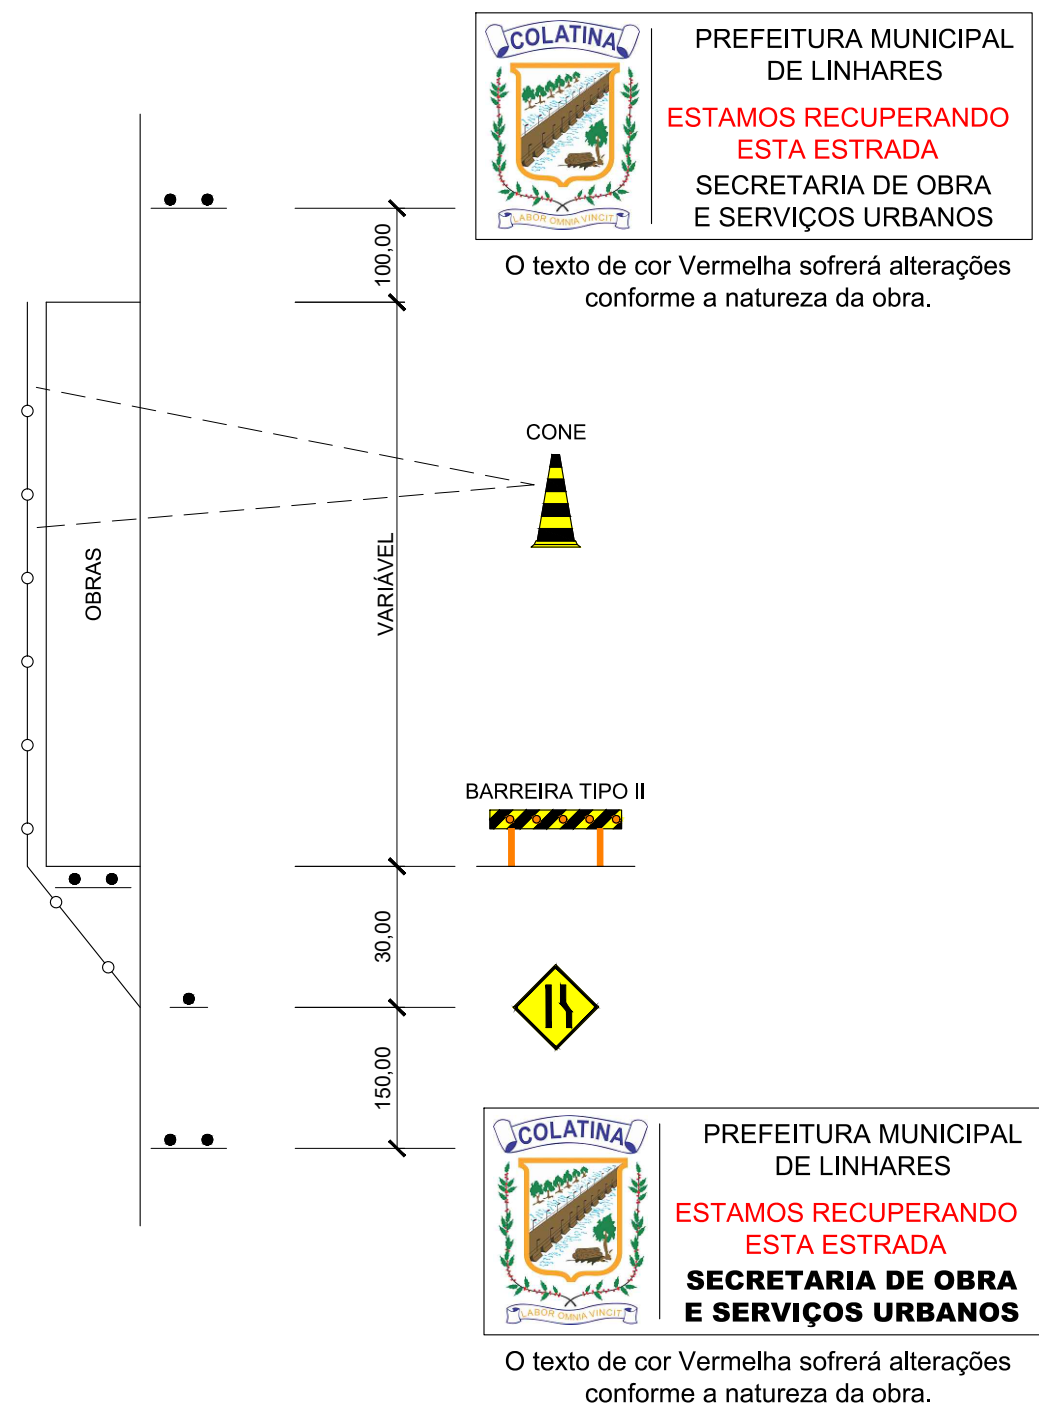 COLATINA
PREFEITURA MUNICIPAL
DE LINHARES
ESTAMOS RECUPERANDO
ESTA ESTRADA
SECRETARIA DE OBRA
E SERVIÇOS URBANOS
LABOR OMNIA VINCIT
O texto de cor Vermelha sofrerá alterações
conforme a natureza da obra.
100,00
CONE
OBRAS
VARIÁVEL
BARREIRA TIPO II
30,00
150,00
COLATINA
PREFEITURA MUNICIPAL
DE LINHARES
ESTAMOS RECUPERANDO
ESTA ESTRADA
SECRETARIA DE OBRA
E SERVIÇOS URBANOS
LABOR OMNIA VINCIT
O texto de cor Vermelha sofrerá alterações
conforme a natureza da obra.